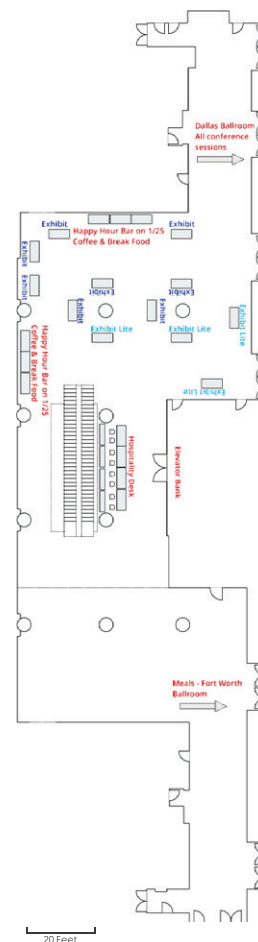 Dallas Ballroom
All conference
sessions
Exhibit
Happy Hour Bar on 1/25
Coffee & Break Food
Exhibit
Exhibit
Exhibit
Exhibit
Exhibit
Exhibit
Exhibit
Exhibit Lite
Exhibit Lite
Exhibit Lite
Exhibit Lite
Happy Hour Bar on 1/25
Coffee & Break Food
Hospitality Desk
Elevator Bank
Meals - Fort Worth
Ballroom
20 Feet